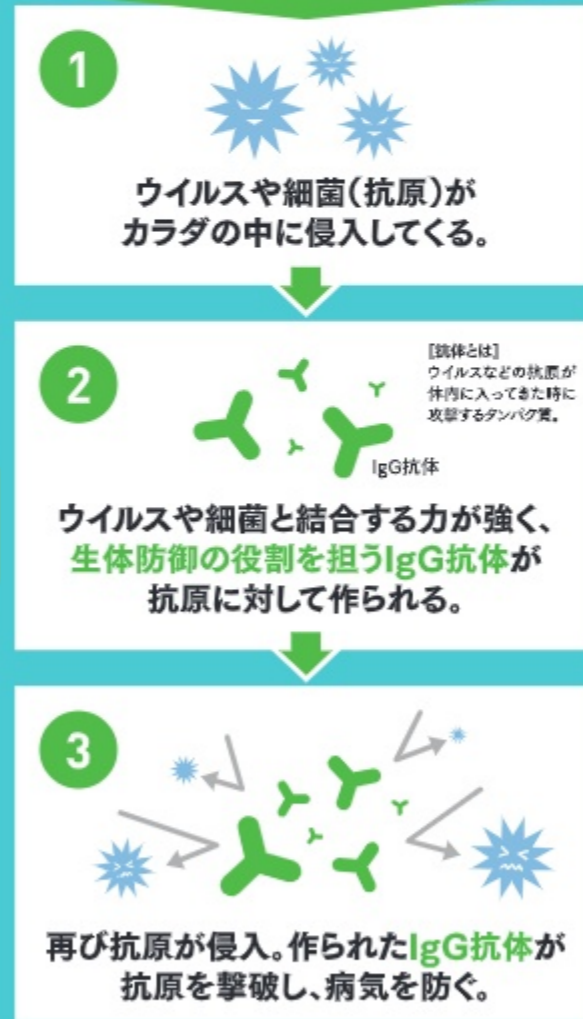 1
ウイルスや細菌(抗原)が
カラダの中に侵入してくる。
2
[抗体とは]
ウイルスなどの抗原が
体内に入ってきた時に
攻撃するタンパク質。
IgG抗体
ウイルスや細菌と結合する力が強く、
生体防御の役割を担うIgG抗体が
抗原に対して作られる。
3
再び抗原が侵入。作られたIgG抗体が
抗原を撃破し、病気を防ぐ。